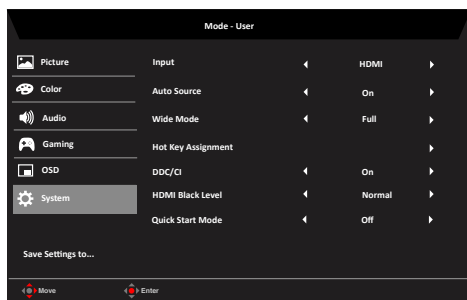 Mode - User
Picture
Input HDMI
Color
Auto Source On
Audio
Wide Mode Full
Gaming
Hot Key Assignment
OSD
DDC/CI On
System
HDMI Black Level Normal
Quick Start Mode Off
Save Settings to...
Move Enter